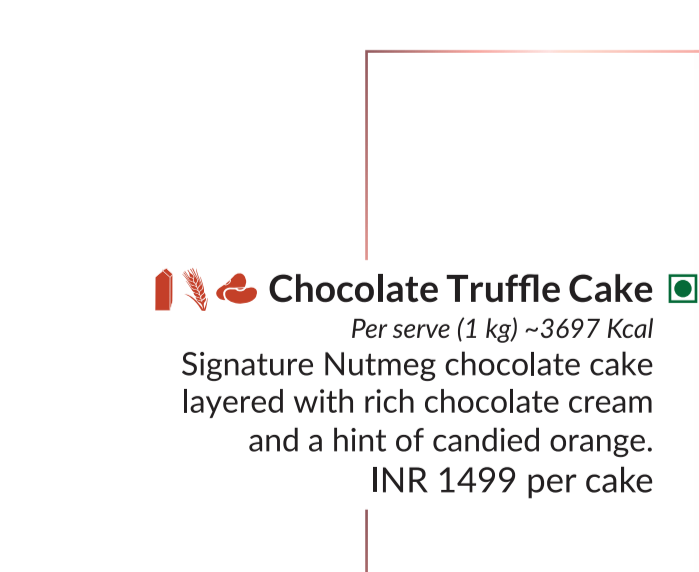 Chocolate Truffle Cake
Per serve (1 kg) ~3697 Kcal
Signature Nutmeg chocolate cake
layered with rich chocolate cream
and a hint of candied orange.
INR 1499 per cake